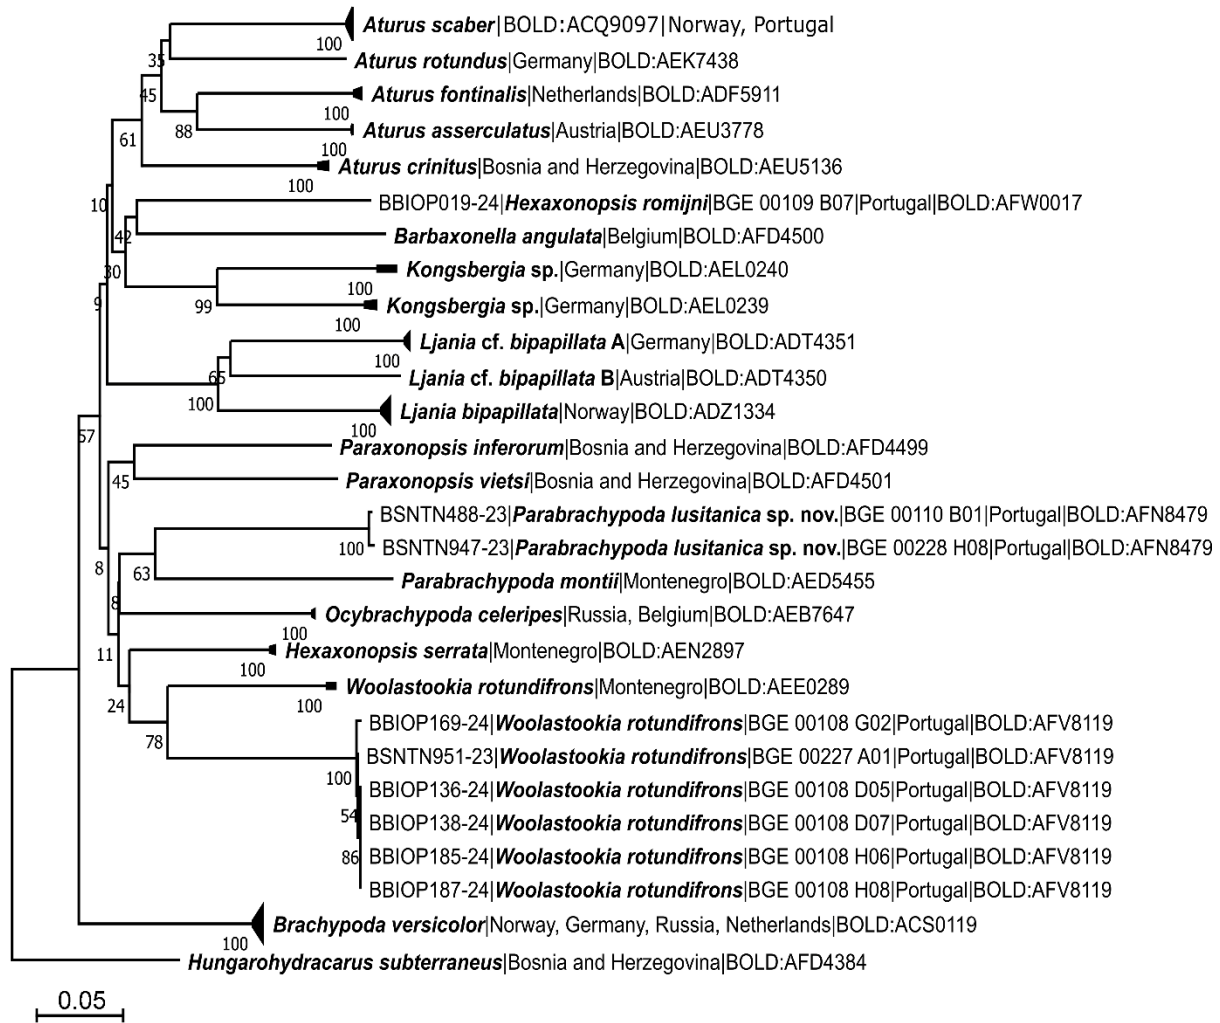 Aturus scaber|BOLD:ACQ9097|Norway, Portugal
100
35
Aturus rotundus|Germany|BOLD:AEK7438
45
Aturus fontinalis|Netherlands|BOLD:ADF5911
100
88
Aturus asserculatus|Austria|BOLD:AEU3778
61
100
Aturus crinitus|Bosnia and Herzegovina|BOLD:AEU5136
100
10
BBIOP019-24|Hexaxonopsis romijni|BGE 00109 B07|Portugal|BOLD:AFW0017
42
Barbaxonella angulata|Belgium|BOLD:AFD4500
30
Kongsbergia sp.|Germany|BOLD:AEL0240
100
9
99
Kongsbergia sp.|Germany|BOLD:AEL0239
100
Ljania cf. bipapillata A|Germany|BOLD:ADT4351
100
65
Ljania cf. bipapillata B|Austria|BOLD:ADT4350
100
Ljania bipapillata|Norway|BOLD:ADZ1334
100
57
Paraxonopsis inferorum|Bosnia and Herzegovina|BOLD:AFD4499
45
Paraxonopsis vietsi|Bosnia and Herzegovina|BOLD:AFD4501
BSNTN488-23|Parabrachypoda lusitanica sp. nov.|BGE 00110 B01|Portugal|BOLD:AFN8479
100
BSNTN947-23|Parabrachypoda lusitanica sp. nov.|BGE 00228 H08|Portugal|BOLD:AFN8479
8
63
Parabrachypoda montii|Montenegro|BOLD:AED5455
8
Ocybrachypoda celeripes|Russia, Belgium|BOLD:AEB7647
100
11
Hexaxonopsis serrata|Montenegro|BOLD:AEN2897
100
Woolastookia rotundifrons|Montenegro|BOLD:AEE0289
24
100
BBIOP169-24|Woolastookia rotundifrons|BGE 00108 G02|Portugal|BOLD:AFV8119
78
BSNTN951-23|Woolastookia rotundifrons|BGE 00227 A01|Portugal|BOLD:AFV8119
100
BBIOP136-24|Woolastookia rotundifrons|BGE 00108 D05|Portugal|BOLD:AFV8119
54
BBIOP138-24|Woolastookia rotundifrons|BGE 00108 D07|Portugal|BOLD:AFV8119
86
BBIOP185-24|Woolastookia rotundifrons|BGE 00108 H06|Portugal|BOLD:AFV8119
BBIOP187-24|Woolastookia rotundifrons|BGE 00108 H08|Portugal|BOLD:AFV8119
Brachypoda versicolor|Norway, Germany, Russia, Netherlands|BOLD:ACS0119
100
Hungarohydracarus subterraneus|Bosnia and Herzegovina|BOLD:AFD4384
0.05